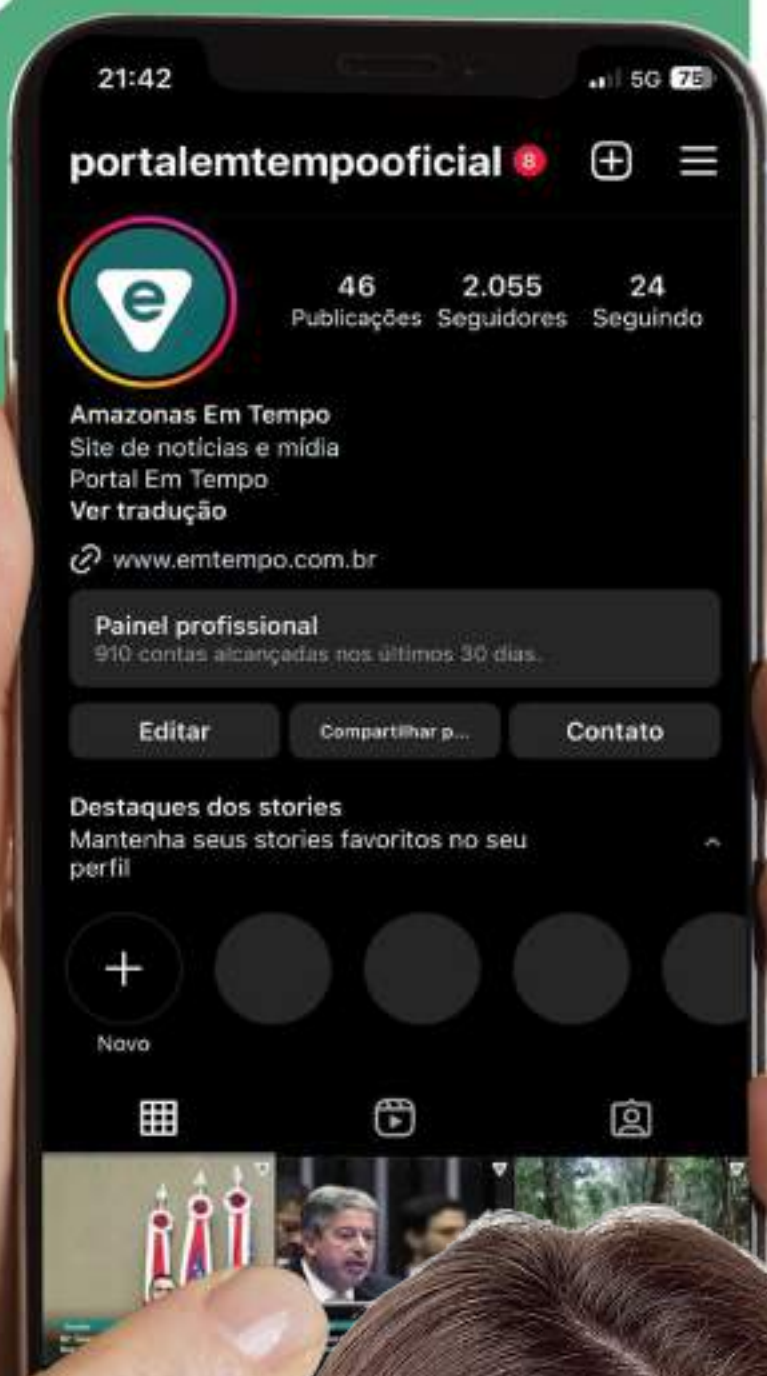 21:42
5G 75
portalemtempooficial 8
e
46 2.055 24
Publicações Seguidores Seguindo
Amazonas Em Tempo
Site de notícias e mídia
Portal Em Tempo
Ver tradução
www.emtempo.com.br
Painel profissional
910 contas alcançadas nos últimos 30 dias.
Editar Compartilhar p... Contato
Destaques dos stories
Mantenha seus stories favoritos no seu
perfil
Novo